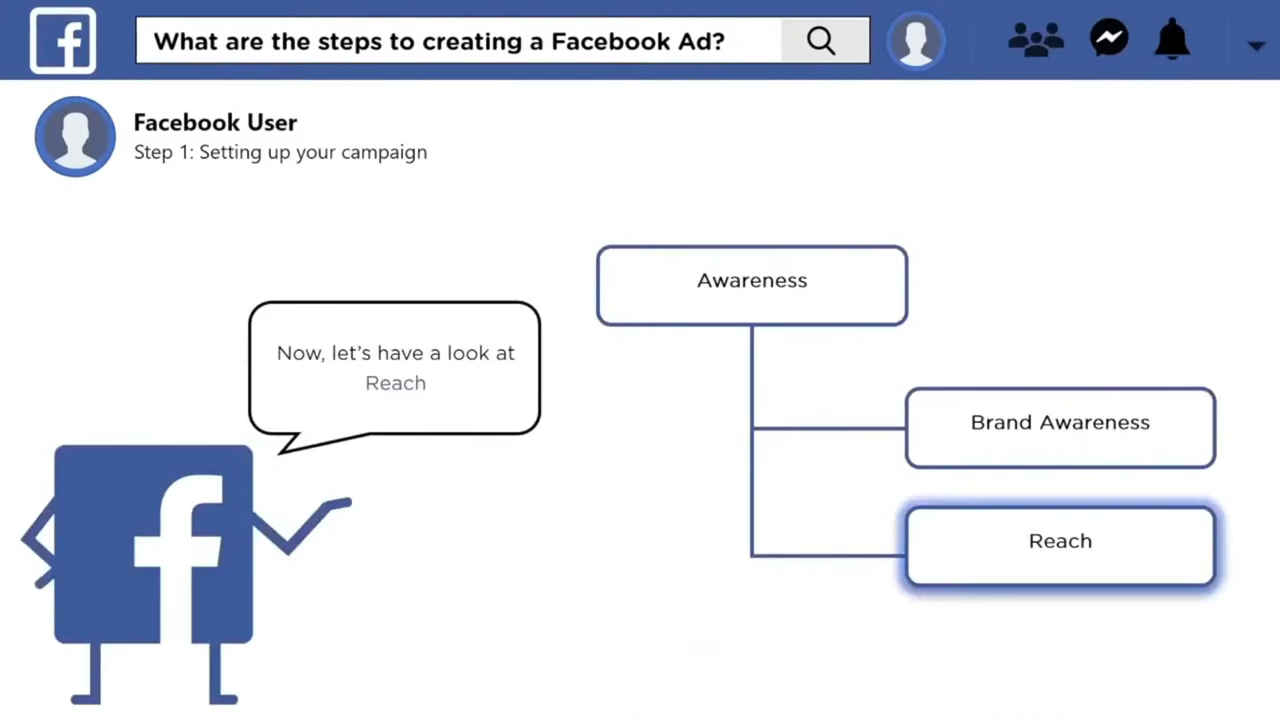 What are the steps to creating a Facebook Ad?
Facebook User
Step 1: Setting up your campaign
Awareness
Now, let's have a look at
Reach
Brand Awareness
Reach